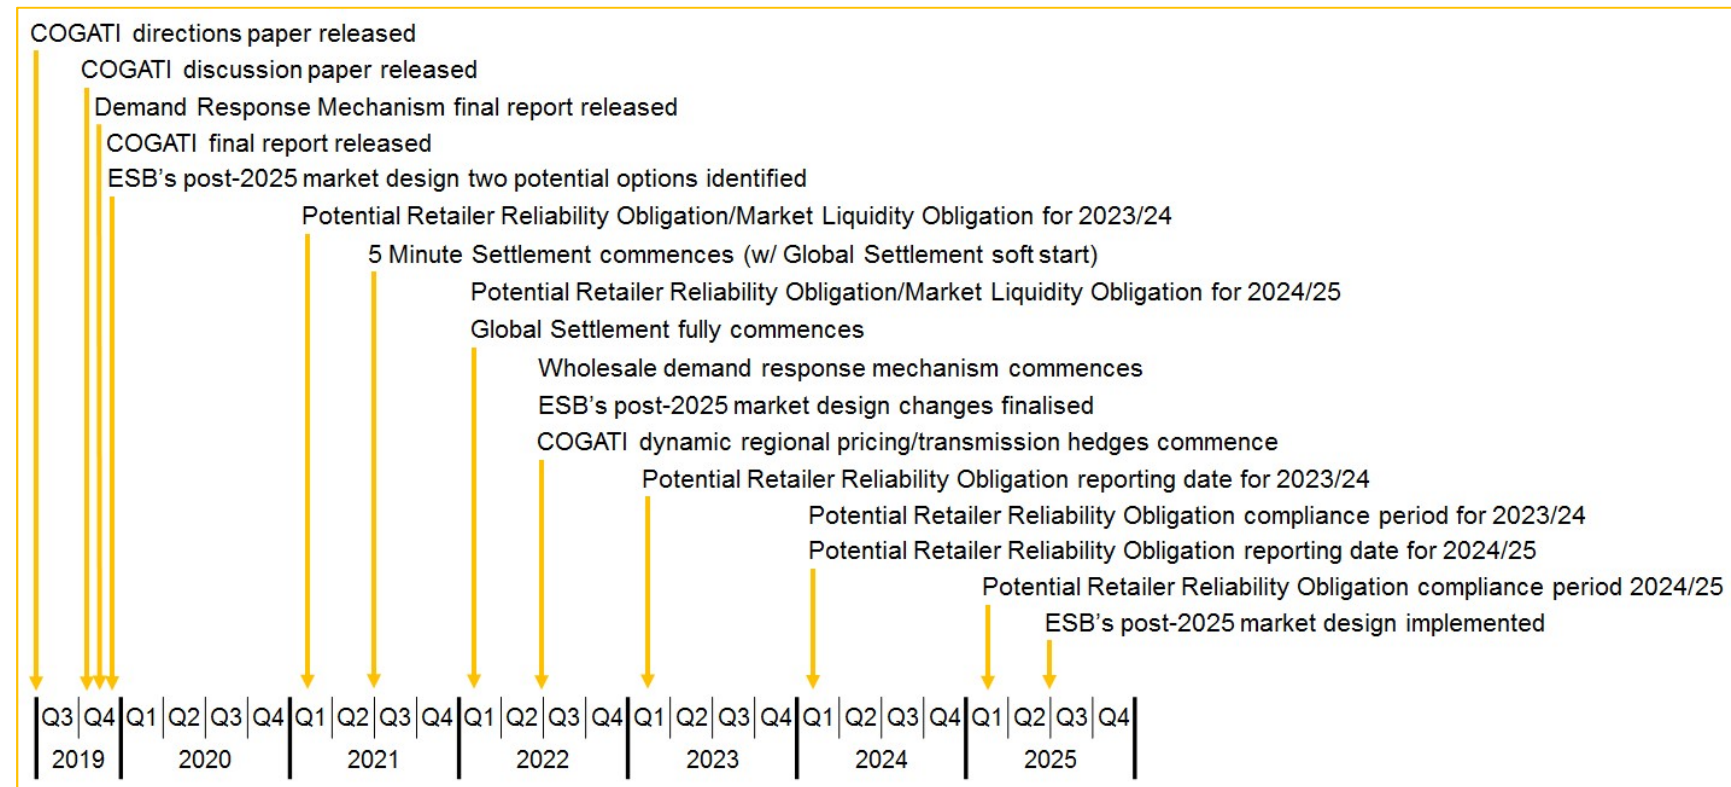 COGATI directions paper released
COGATI discussion paper released
Demand Response Mechanism final report released
COGATI final report released
ESB's post-2025 market design two potential options identified
Potential Retailer Reliability Obligation/Market Liquidity Obligation for 2023/24
5 Minute Settlement commences (w/ Global Settlement soft start)
Potential Retailer Reliability Obligation/Market Liquidity Obligation for 2024/25
Global Settlement fully commences
Wholesale demand response mechanism commences
ESB's post-2025 market design changes finalised
COGATI dynamic regional pricing/transmission hedges commence
Potential Retailer Reliability Obligation reporting date for 2023/24
Potential Retailer Reliability Obligation compliance period for 2023/24
Potential Retailer Reliability Obligation reporting date for 2024/25
Potential Retailer Reliability Obligation compliance period 2024/25
ESB's post-2025 market design implemented
Q3 Q4 Q1 Q2 Q3 Q4 Q1 Q2 Q3 Q4 Q1 Q2 Q3 Q4 Q1 Q2 Q3 Q4 Q1 Q2 Q3 Q4 Q1 Q2 Q3 Q4
2019 2020 2021 2022 2023 2024 2025